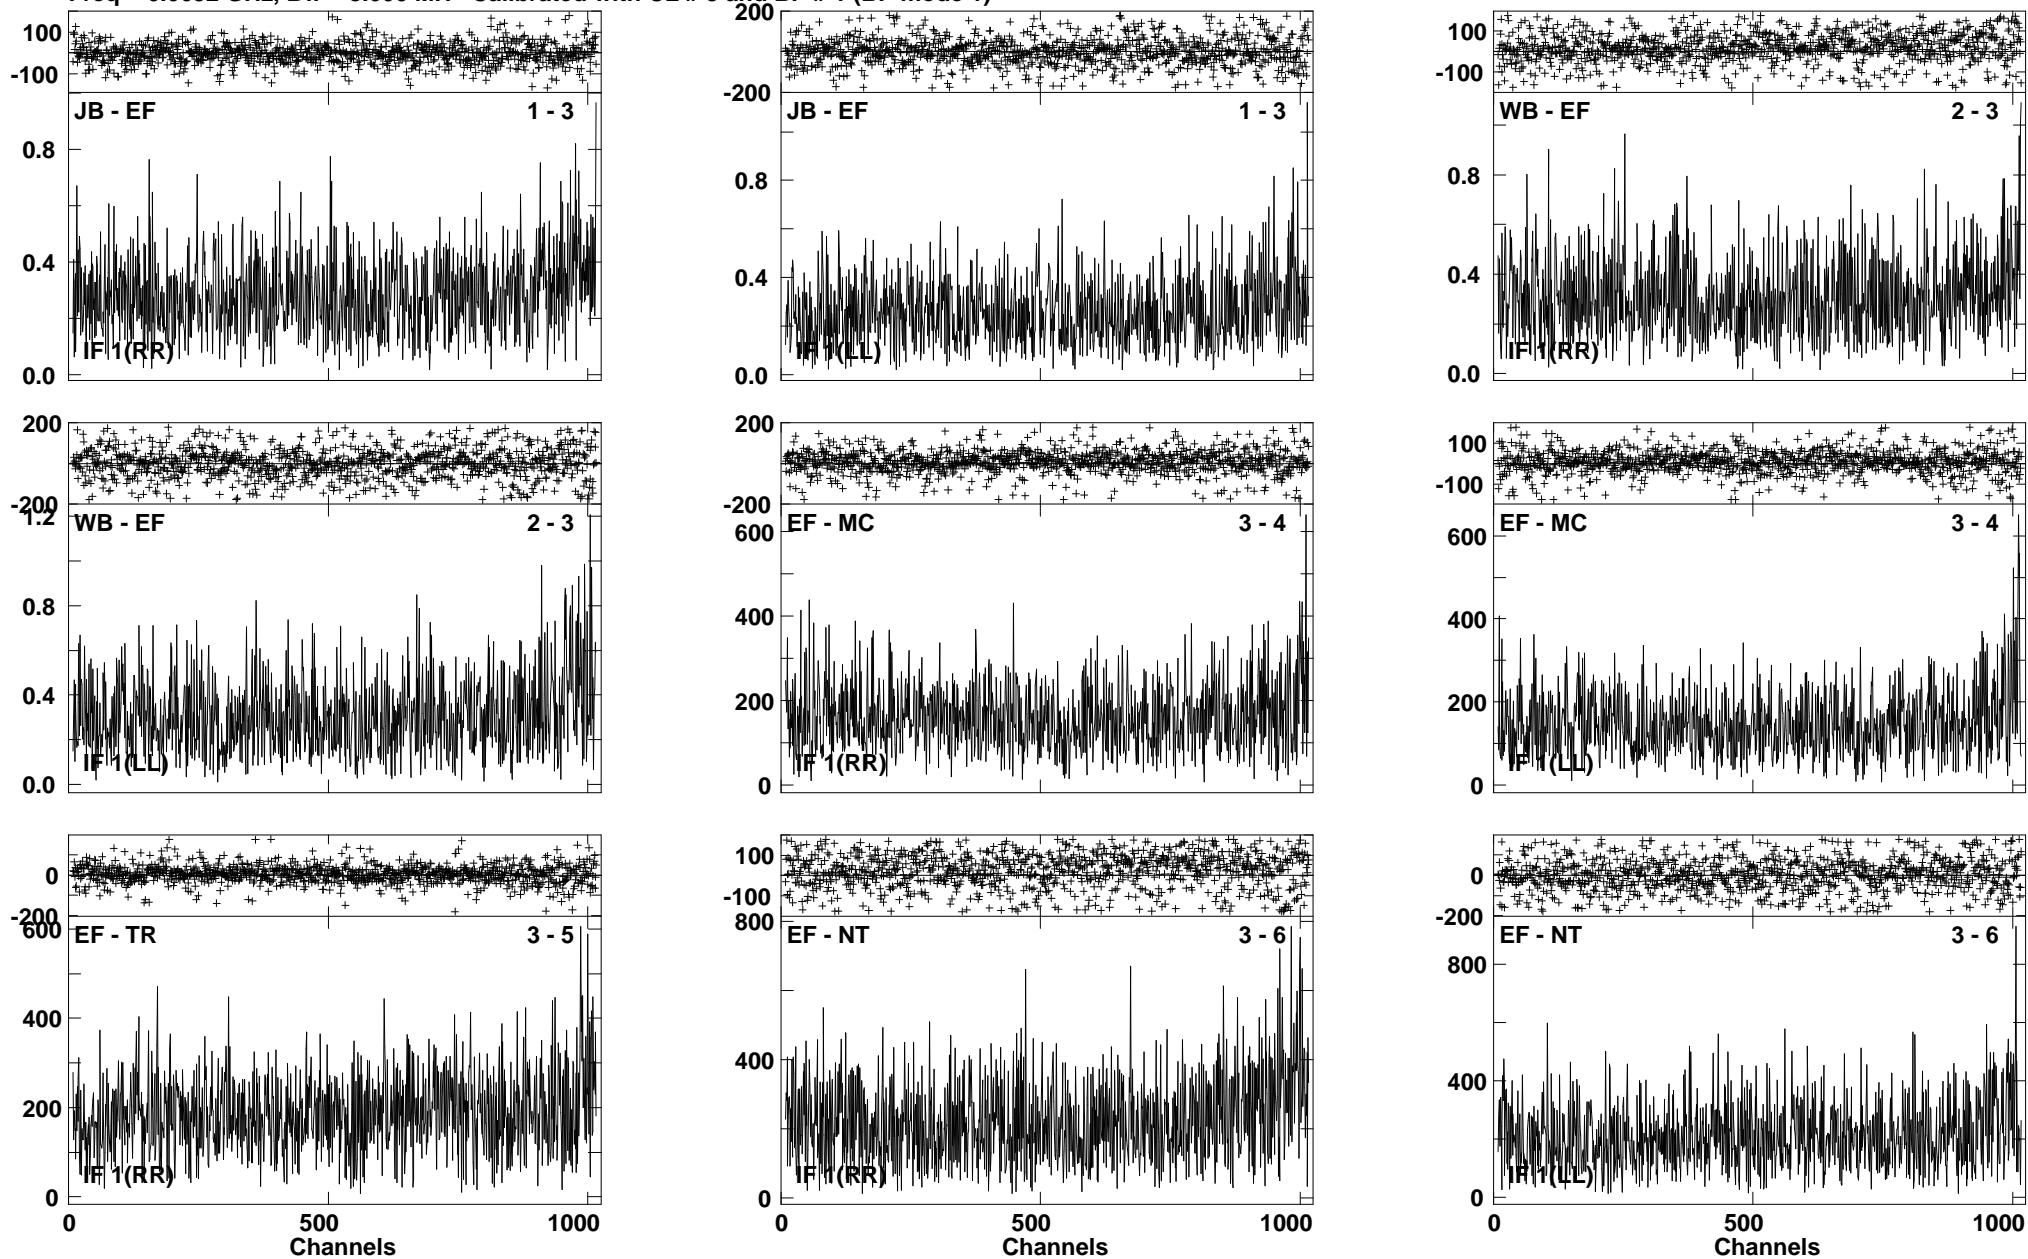 100
-100
JB - EF 1 - 3
0.8
0.4
IF 1(RR)
0.0
200
-200
JB - EF 1 - 3
0.8
0.4
IF 1(LL)
0.0
100
-100
WB - EF 2 - 3
0.8
0.4
IF 1(RR)
0.0
200
-200
1.2
WB - EF 2 - 3
0.8
0.4
IF 1(LL)
0.0
200
-200
EF - MC 3 - 4
600
400
200
IF 1(RR)
0
100
-100
EF - MC 3 - 4
600
400
200
IF 1(LL)
0
0
-200
600
EF - TR 3 - 5
400
200
IF 1(RR)
0
0 500 1000
Channels
100
-100
800
EF - NT 3 - 6
400
IF 1(RR)
0
0 500 1000
Channels
0
-200
EF - NT 3 - 6
800
400
IF 1(LL)
0
0 500 1000
Channels